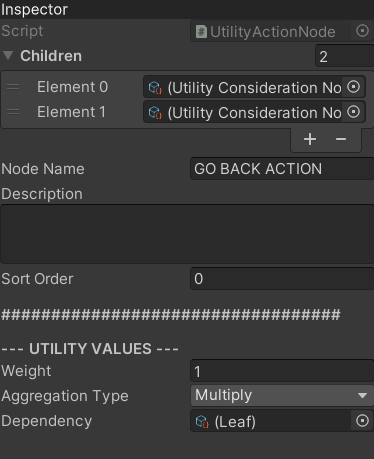 Inspector
Script UtilityActionNode
Children 2
Element 0 (Utility Consideration No
Element 1 (Utility Consideration No
+ −
Node Name GO BACK ACTION
Description
Sort Order 0
##################################
--- UTILITY VALUES ---
Weight 1
Aggregation Type Multiply
Dependency (Leaf)